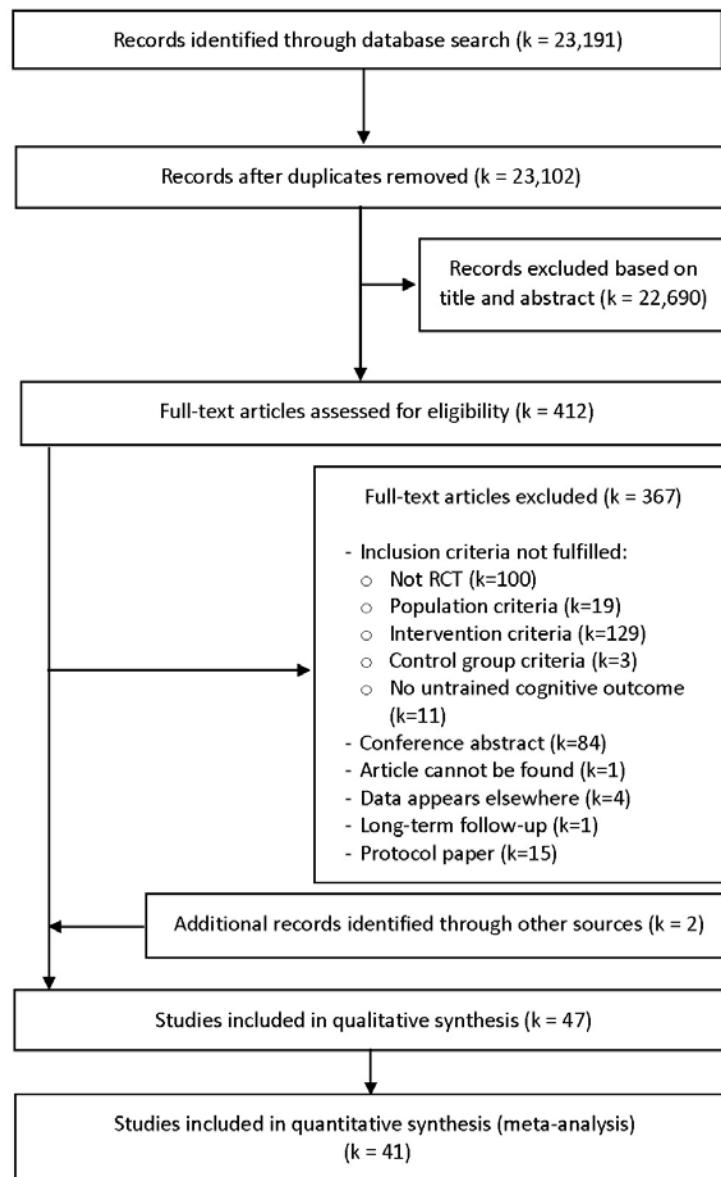 Records identified through database search (k = 23,191)
Records after duplicates removed (k = 23,102)
Records excluded based on
title and abstract (k = 22,690)
Full-text articles assessed for eligibility (k = 412)
Full-text articles excluded (k = 367)
- Inclusion criteria not fulfilled:
○ Not RCT (k=100)
○ Population criteria (k=19)
○ Intervention criteria (k=129)
○ Control group criteria (k=3)
○ No untrained cognitive outcome
(k=11)
- Conference abstract (k=84)
- Article cannot be found (k=1)
- Data appears elsewhere (k=4)
- Long-term follow-up (k=1)
- Protocol paper (k=15)
Additional records identified through other sources (k = 2)
Studies included in qualitative synthesis (k = 47)
Studies included in quantitative synthesis (meta-analysis)
(k = 41)